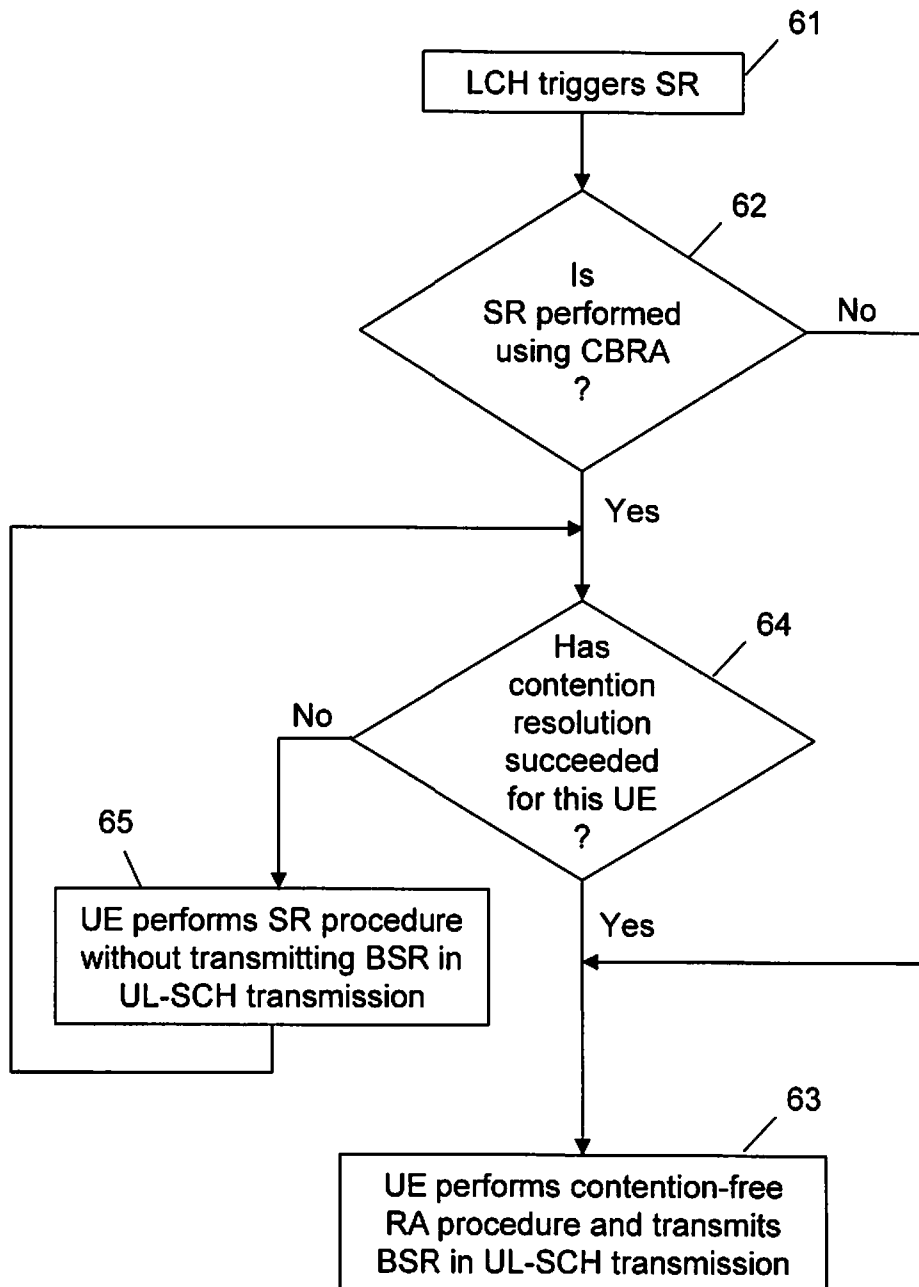 61
LCH triggers SR
62
Is
SR performed
using CBRA
?
No
Yes
64
Has
contention
resolution
succeeded
for this UE
?
No
65
UE performs SR procedure
without transmitting BSR in
UL-SCH transmission
Yes
63
UE performs contention-free
RA procedure and transmits
BSR in UL-SCH transmission